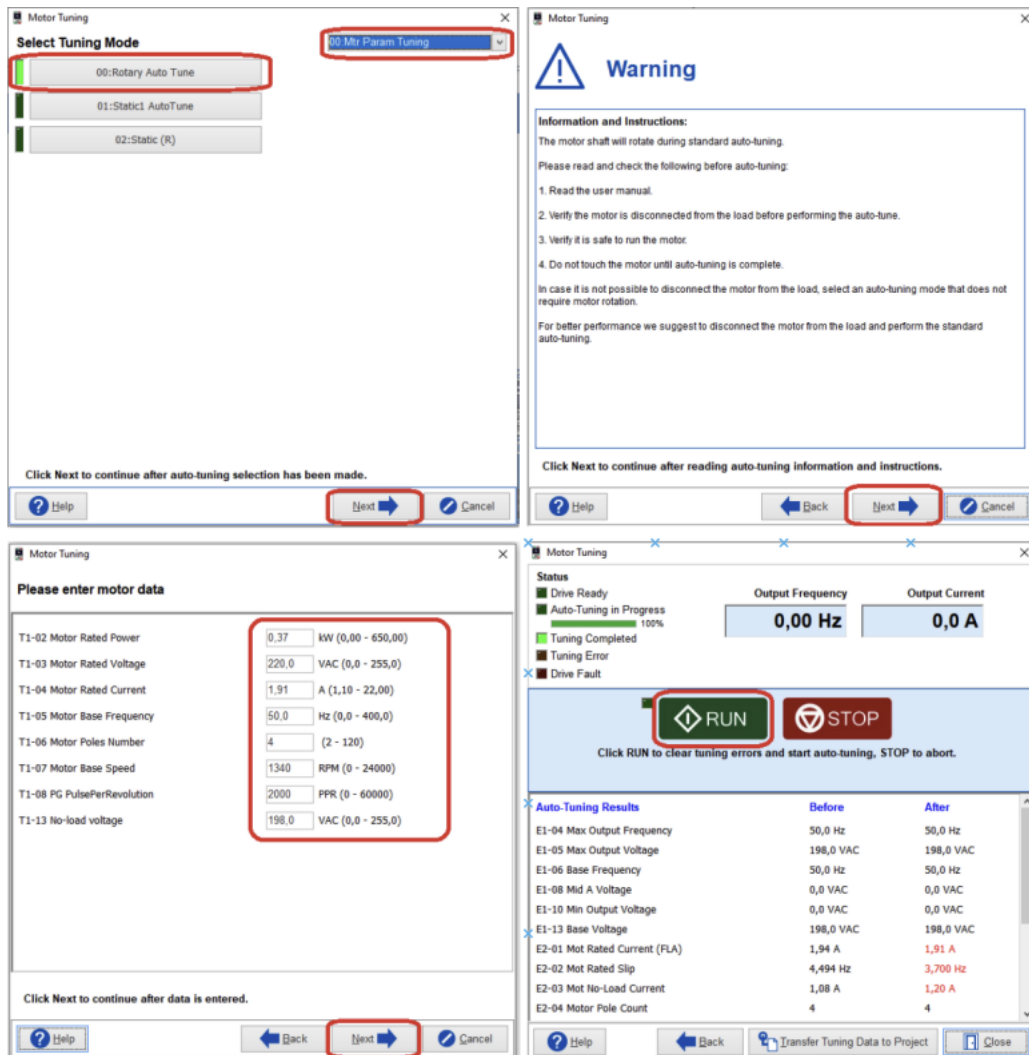 Motor Tuning
Select Tuning Mode
00:Mtr Param Tuning
00:Rotary Auto Tune
01:Static1 AutoTune
02:Static (R)
Click Next to continue after auto-tuning selection has been made.
Help
Next
Cancel
Motor Tuning
Warning
Information and Instructions:
The motor shaft will rotate during standard auto-tuning.
Please read and check the following before auto-tuning:
1. Read the user manual.
2. Verify the motor is disconnected from the load before performing the auto-tune.
3. Verify it is safe to run the motor.
4. Do not touch the motor until auto-tuning is complete.
In case it is not possible to disconnect the motor from the load, select an auto-tuning mode that does not
require motor rotation.
For better performance we suggest to disconnect the motor from the load and perform the standard
auto-tuning.
Click Next to continue after reading auto-tuning information and instructions.
Help
Back
Next
Cancel
Motor Tuning
Please enter motor data
T1-02 Motor Rated Power 0,37 kW (0,00 - 650,00)
T1-03 Motor Rated Voltage 220,0 VAC (0,0 - 255,0)
T1-04 Motor Rated Current 1,91 A (1,10 - 22,00)
T1-05 Motor Base Frequency 50,0 Hz (0,0 - 400,0)
T1-06 Motor Poles Number 4 (2 - 120)
T1-07 Motor Base Speed 1340 RPM (0 - 24000)
T1-08 PG PulsePerRevolution 2000 PPR (0 - 60000)
T1-13 No-load voltage 198,0 VAC (0,0 - 255,0)
Click Next to continue after data is entered.
Help
Back
Next
Cancel
Motor Tuning
Status
Drive Ready
Auto-Tuning in Progress
100%
Tuning Completed
Tuning Error
Drive Fault
Output Frequency
0,00 Hz
Output Current
0,0 A
RUN
STOP
Click RUN to clear tuning errors and start auto-tuning, STOP to abort.
Auto-Tuning Results Before After
E1-04 Max Output Frequency 50,0 Hz 50,0 Hz
E1-05 Max Output Voltage 198,0 VAC 198,0 VAC
E1-06 Base Frequency 50,0 Hz 50,0 Hz
E1-08 Mid A Voltage 0,0 VAC 0,0 VAC
E1-10 Min Output Voltage 0,0 VAC 0,0 VAC
E1-13 Base Voltage 198,0 VAC 198,0 VAC
E2-01 Mot Rated Current (FLA) 1,94 A 1,91 A
E2-02 Mot Rated Slip 4,494 Hz 3,700 Hz
E2-03 Mot No-Load Current 1,08 A 1,20 A
E2-04 Motor Pole Count 4 4
Help
Back
Transfer Tuning Data to Project
Close